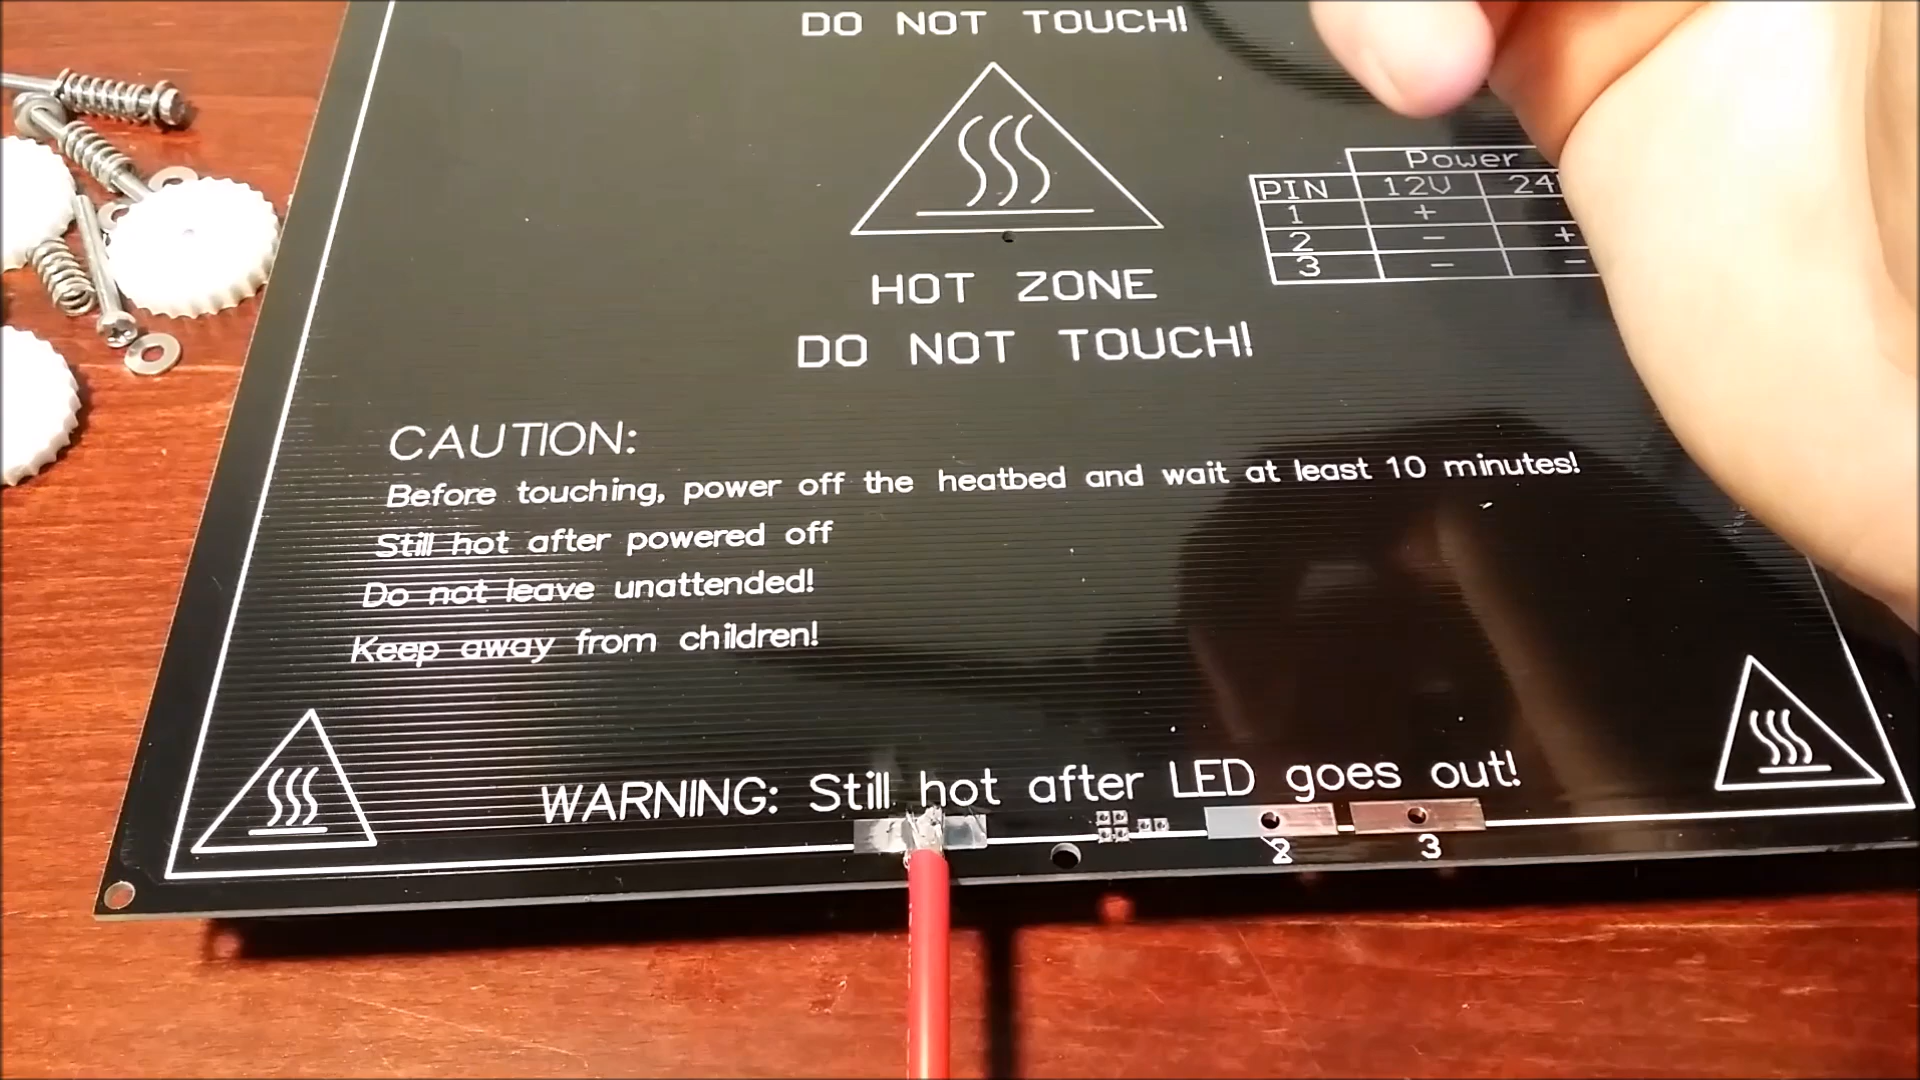 DO NOT TOUCH!
Power
PIN 12V 24
1 +
2 - +
3 - -
HOT ZONE
DO NOT TOUCH!
CAUTION:
Before touching, power off the heatbed and wait at least 10 minutes!
Still hot after powered off
Do not leave unattended!
Keep away from children!
WARNING: Still hot after LED goes out!
2 3